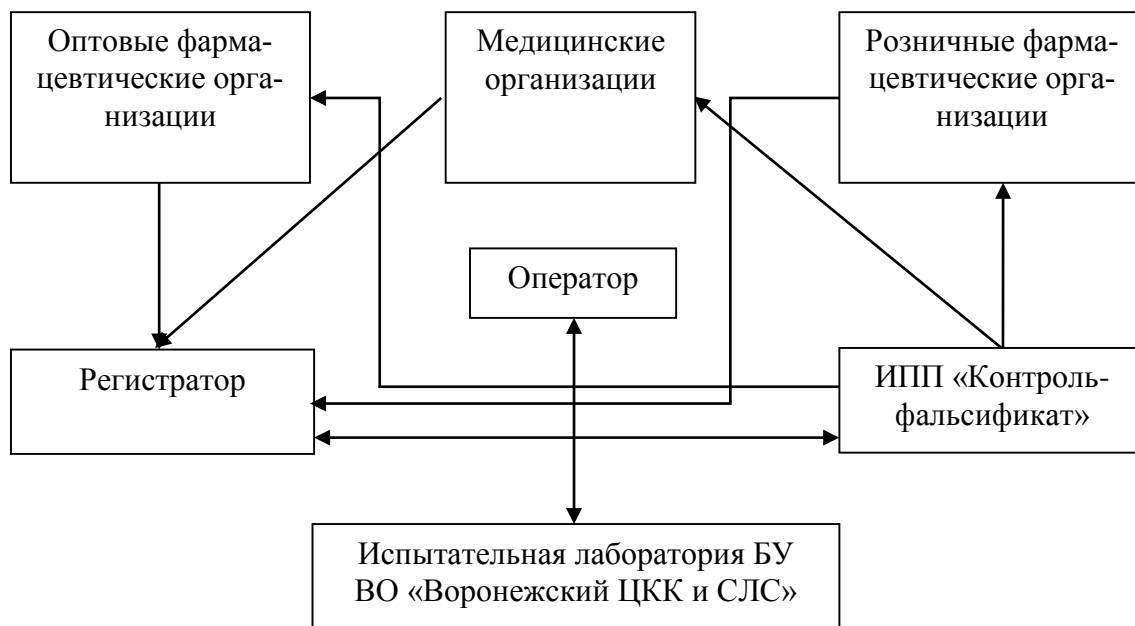 Оптовые фарма-
цевтические орга-
низации
Медицинские
организации
Розничные фарма-
цевтические орга-
низации
Оператор
Регистратор
ИПП «Контроль-
фальсификат»
Испытательная лаборатория БУ
ВО «Воронежский ЦКК и СЛС»